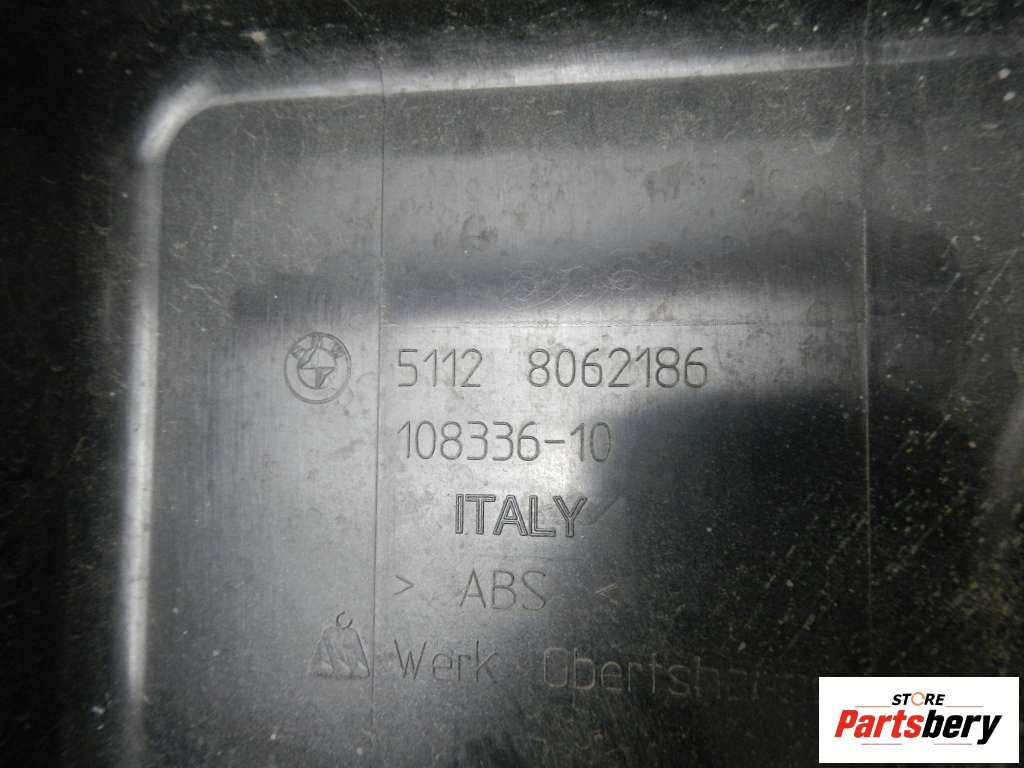 5112 8062186
108336-10
ITALY
> ABS <
Werk
STORE
Partsbery